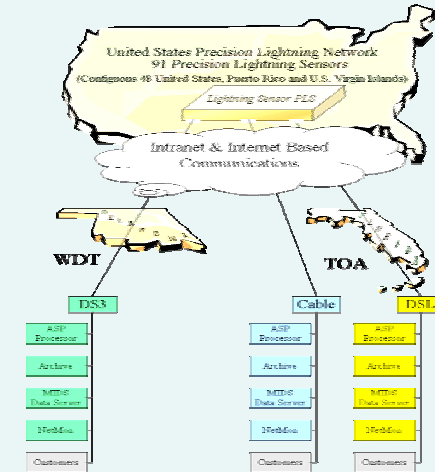 United States Precision Lightning Network
91 Precision Lightning Sensors
(Contiguous 48 United States, Puerto Rico and U.S. Virgin Islands)
Lightning Sensor PLS
Intranet & Internet Based
Communications
OKLAHOMA
FLORIDA
WDT
TOA
DS3
Cable
DSL
ASP
Processor
ASP
Processor
ASP
Processor
Archive
Archive
Archive
MIDS
Data Server
MIDS
Data Server
MIDS
Data Server
NetMon
NetMon
NetMon
Customers
Customers
Customers